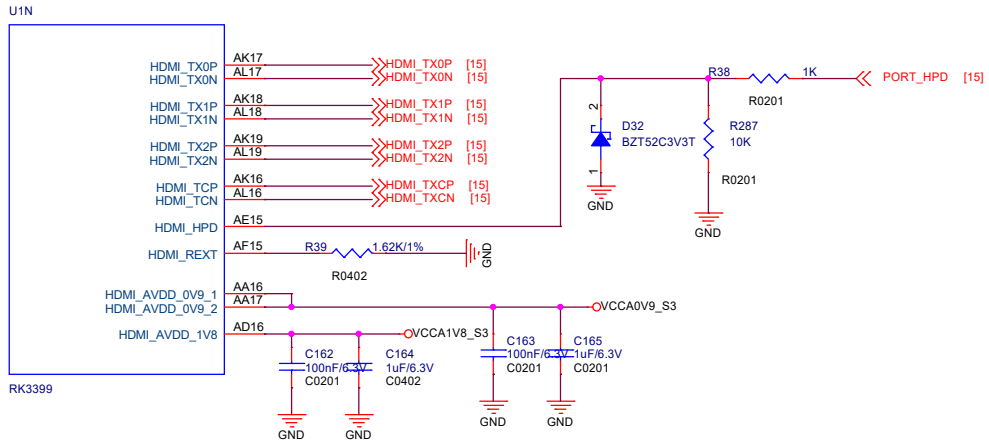 U1N
HDMI_TX0P AK17 HDMI_TX0P [15]
HDMI_TX0N AL17 HDMI_TX0N [15]
R38 1K PORT_HPD [15]
R0201
HDMI_TX1P AK18 HDMI_TX1P [15]
HDMI_TX1N AL18 HDMI_TX1N [15]
2
D32
BZT52C3V3T
1
GND
R287
10K
R0201
GND
HDMI_TX2P AK19 HDMI_TX2P [15]
HDMI_TX2N AL19 HDMI_TX2N [15]
HDMI_TCP AK16 HDMI_TXCP [15]
HDMI_TCN AL16 HDMI_TXCN [15]
HDMI_HPD AE15
HDMI_REXT AF15 R39 1.62K/1% GND
R0402
HDMI_AVDD_0V9_1 AA16
HDMI_AVDD_0V9_2 AA17 VCCA0V9_S3
HDMI_AVDD_1V8 AD16 VCCA1V8_S3
C162
100nF/6.3V
C0201
GND
C164
1uF/6.3V
C0402
GND
C163
100nF/6.3V
C0201
GND
C165
1uF/6.3V
C0201
GND
RK3399